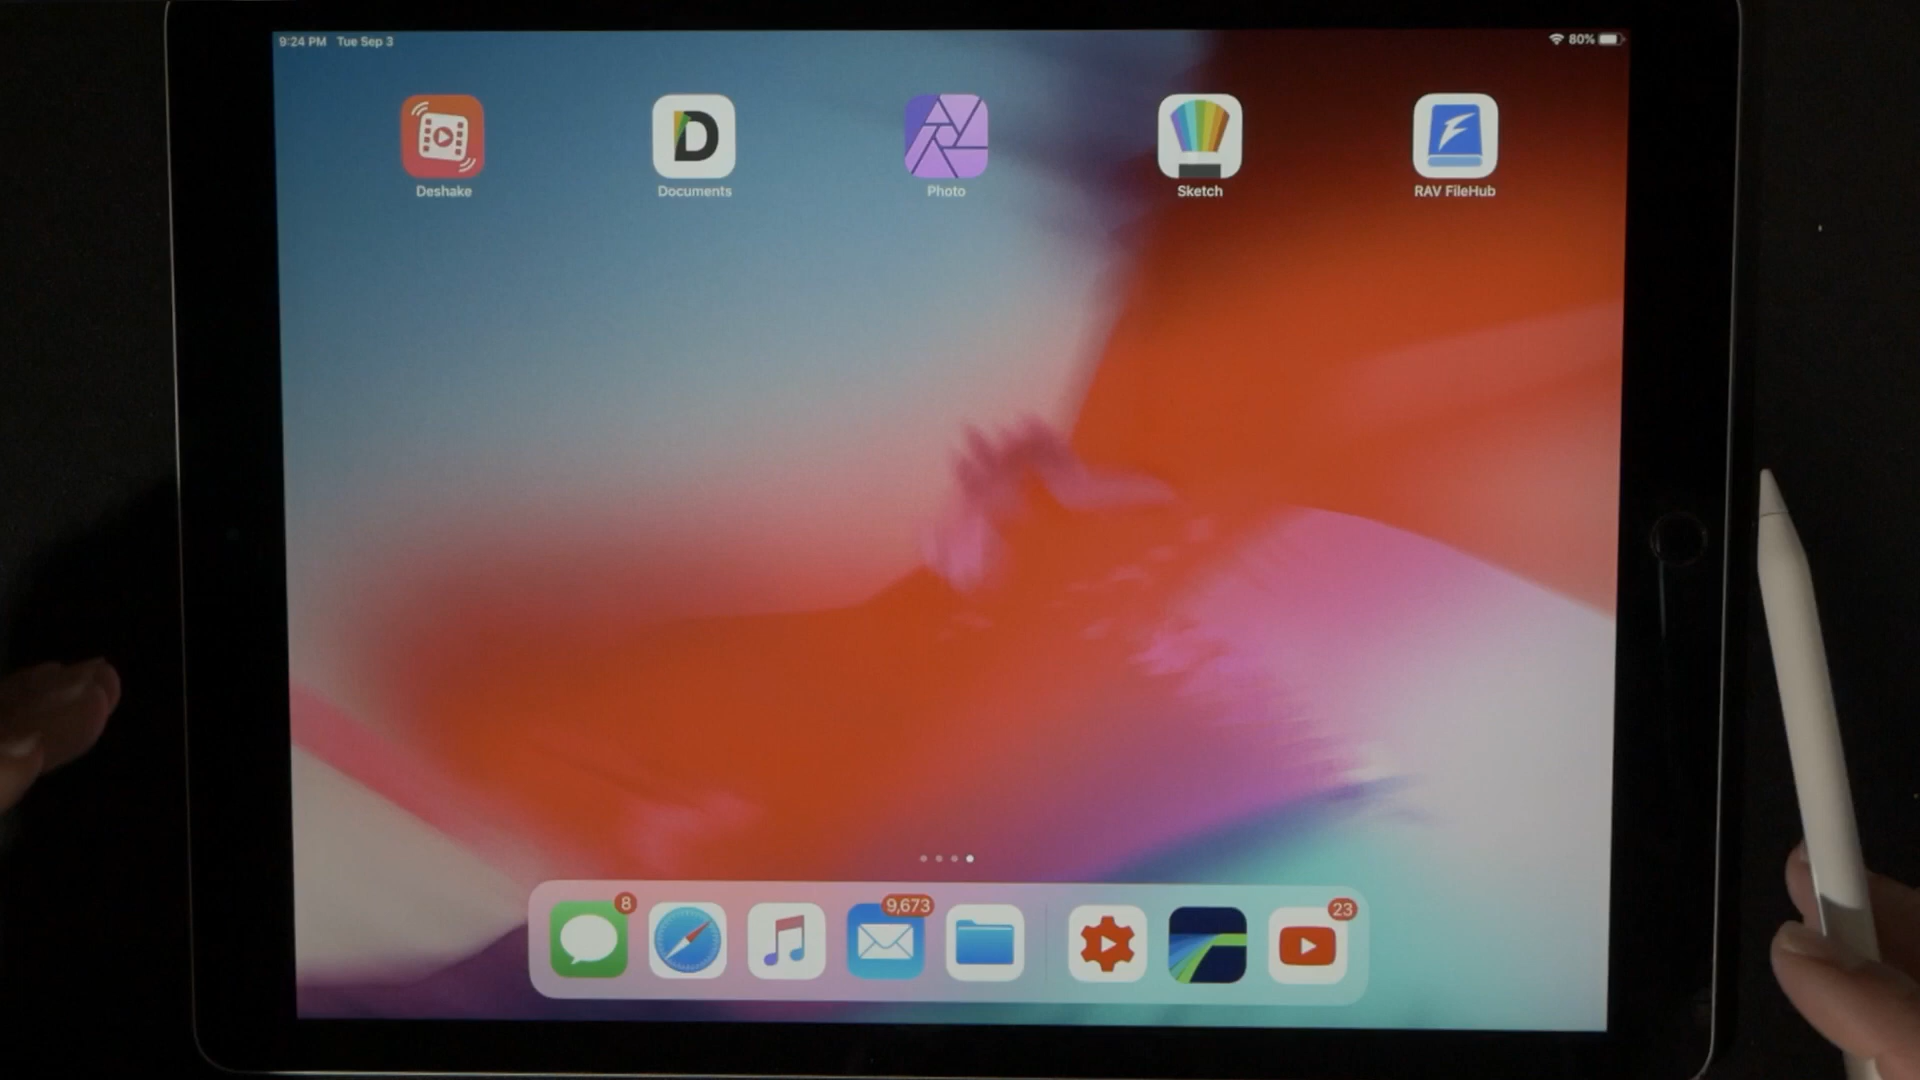 9:24 PM Tue Sep 3
80%
Deshake
Documents
Photo
Sketch
RAV FileHub
8
9,673
23